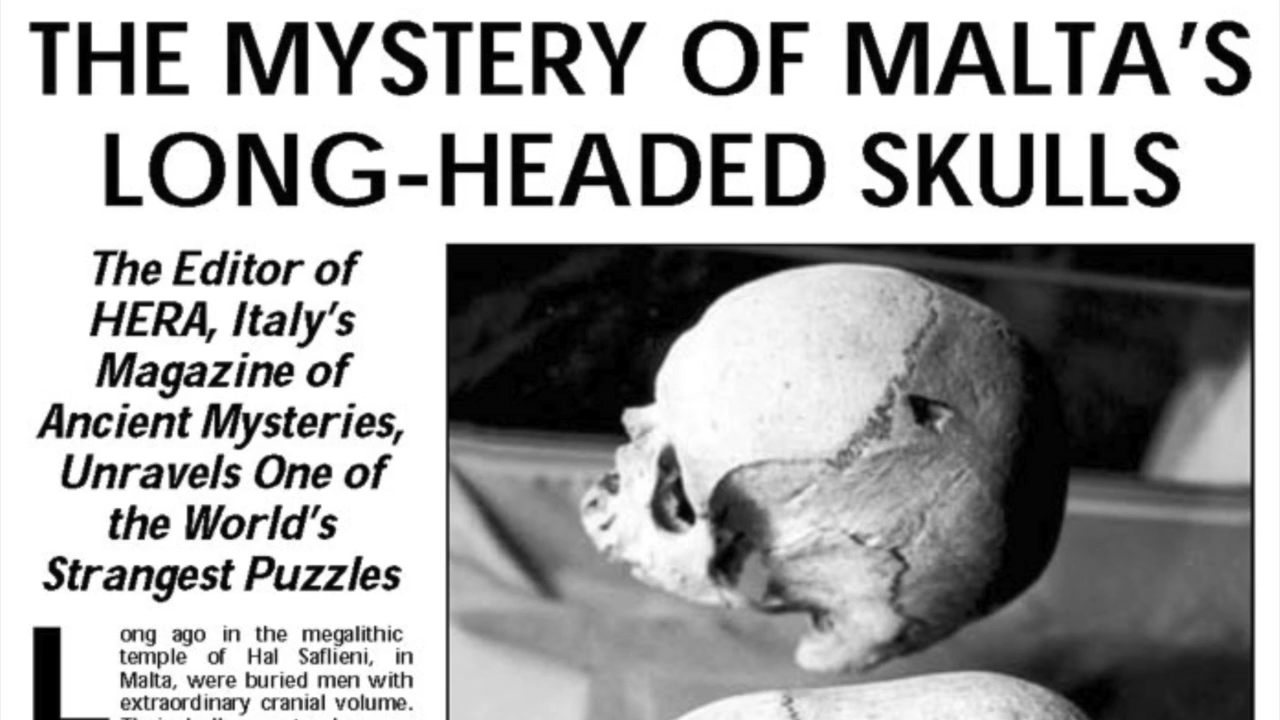 THE MYSTERY OF MALTA'S
LONG-HEADED SKULLS
The Editor of
HERA, Italy's
Magazine of
Ancient Mysteries,
Unravels One of
the World's
Strangest Puzzles
Long ago in the megalithic
temple of Hal Saflieni, in
Malta, were buried men with
extraordinary cranial volume.